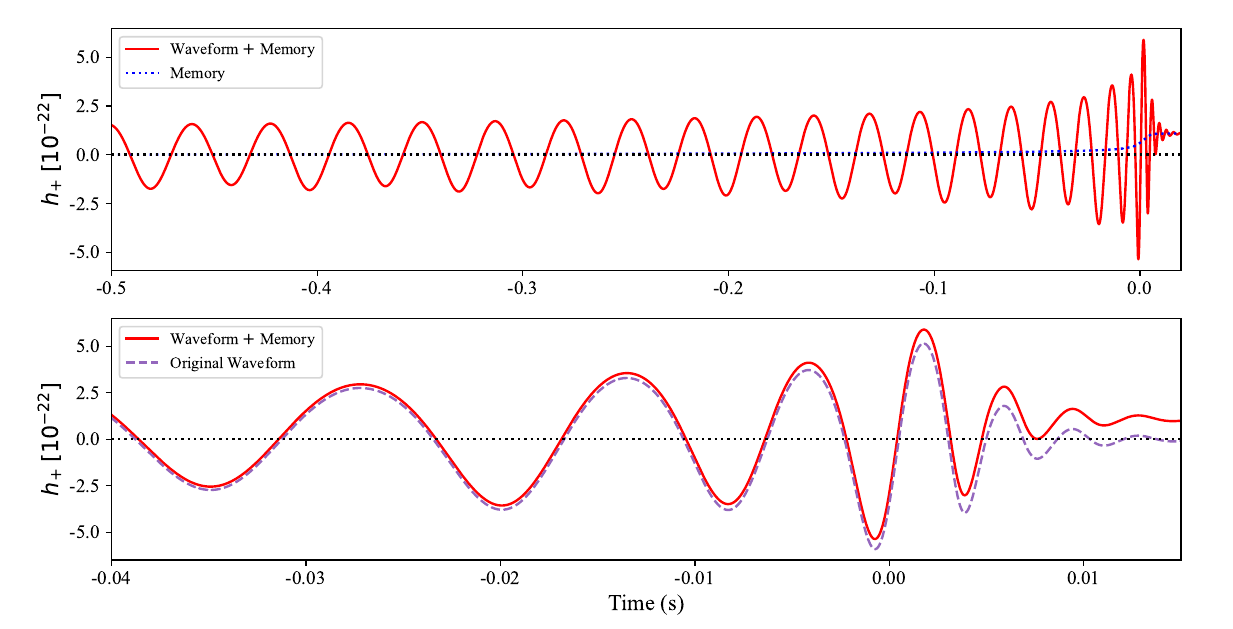 5.0
2.5
0.0
-2.5
-5.0
h₊ [10⁻²²]
Waveform + Memory
Memory
-0.5 -0.4 -0.3 -0.2 -0.1 0.0
5.0
2.5
0.0
-2.5
-5.0
h₊ [10⁻²²]
Waveform + Memory
Original Waveform
-0.04 -0.03 -0.02 -0.01 0.00 0.01
Time (s)